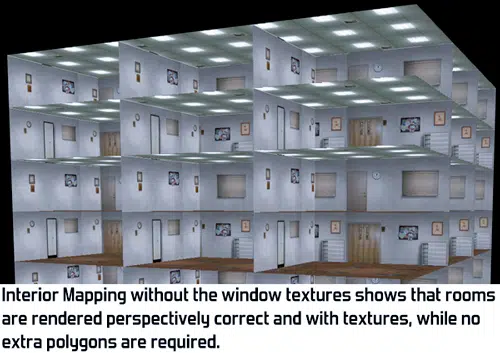 Interior Mapping without the window textures shows that rooms
are rendered perspectively correct and with textures, while no
extra polygons are required.